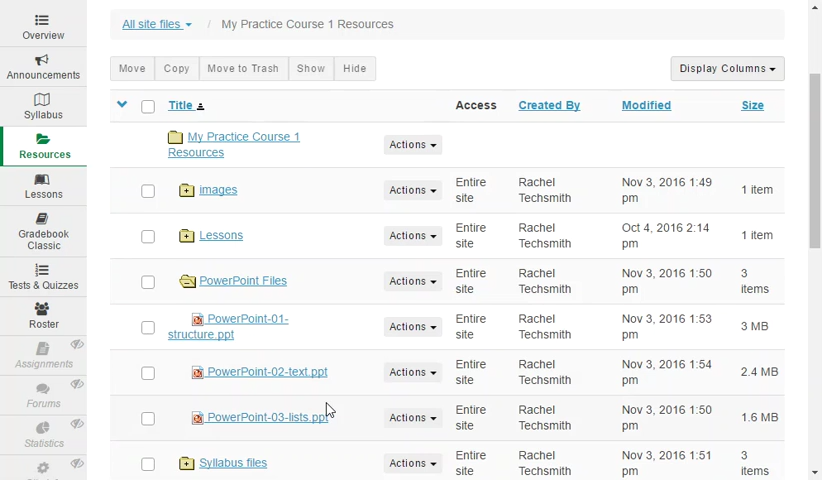 Overview
Announcements
Syllabus
Resources
Lessons
Gradebook
Classic
Tests & Quizzes
Roster
Assignments
Forums
Statistics
All site files / My Practice Course 1 Resources
Move Copy Move to Trash Show Hide Display Columns
Title Access Created By Modified Size
My Practice Course 1
Resources
Actions
images Actions Entire
site Rachel
Techsmith Nov 3, 2016 1:49
pm 1 item
Lessons Actions Entire
site Rachel
Techsmith Oct 4, 2016 2:14
pm 1 item
PowerPoint Files Actions Entire
site Rachel
Techsmith Nov 3, 2016 1:50
pm 3
items
PowerPoint-01-
structure.ppt Actions Entire
site Rachel
Techsmith Nov 3, 2016 1:53
pm 3 MB
PowerPoint-02-text.ppt Actions Entire
site Rachel
Techsmith Nov 3, 2016 1:54
pm 2.4 MB
PowerPoint-03-lists.ppt Actions Entire
site Rachel
Techsmith Nov 3, 2016 1:50
pm 1.6 MB
Syllabus files Actions Entire
site Rachel
Techsmith Nov 3, 2016 1:51
pm 3
items